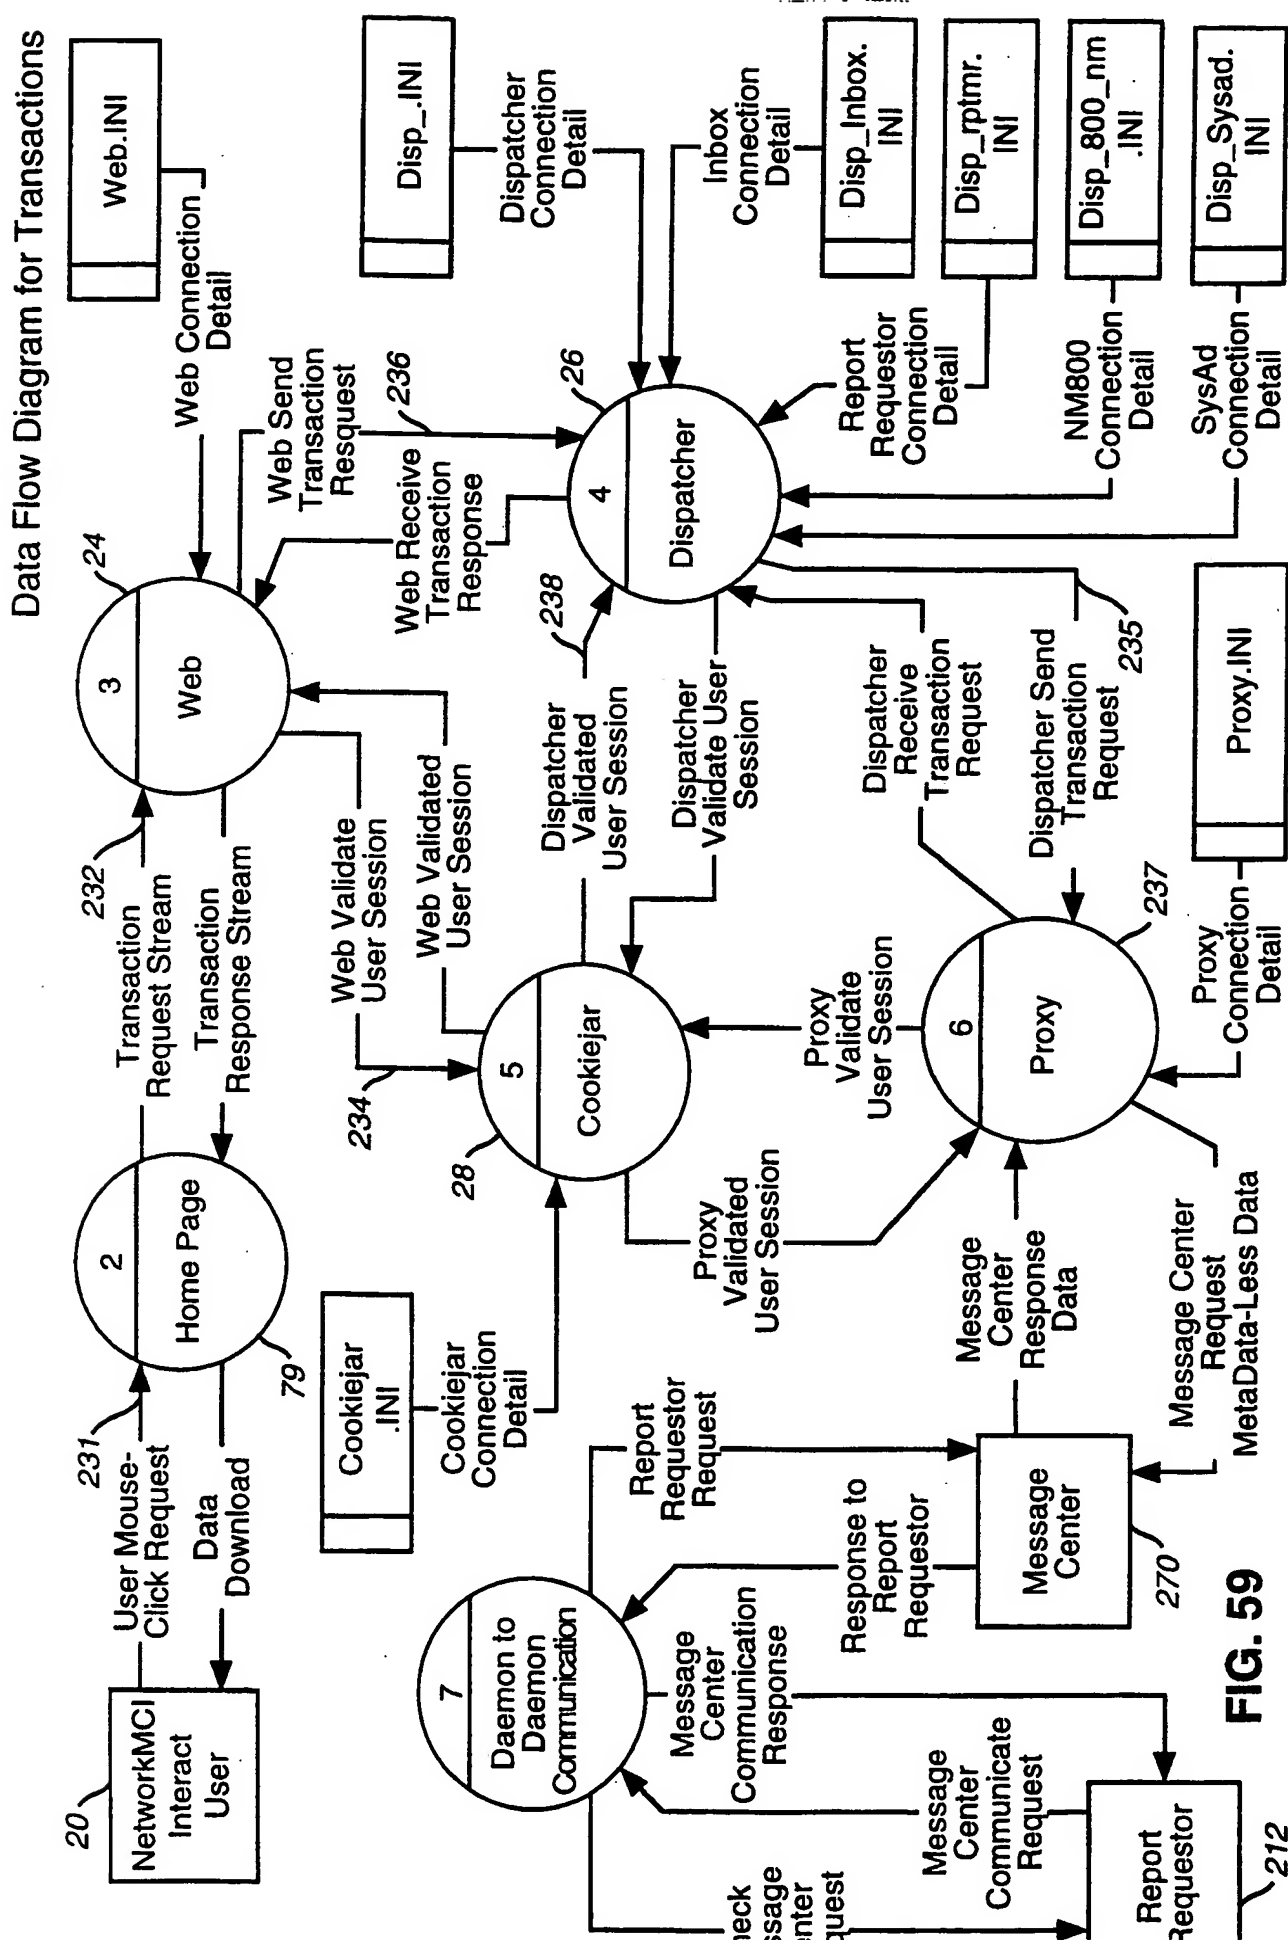 Data Flow Diagram for Transactions
20
NetworkMCI
Interact
User
User Mouse-
Click Request
231
Data
Download
2
Home Page
79
Transaction
Request Stream
232
Transaction
Response Stream
3
Web
24
Web Connection
Detail
Web.INI
Web Send
Transaction
Resquest
236
Web Receive
Transaction
Response
Web Validate
User Session
234
Web Validated
User Session
Cookiejar
.INI
Cookiejar
Connection
Detail
28
5
Cookiejar
Dispatcher
Validated
User Session
238
Dispatcher
Validate User
Session
4
Dispatcher
26
Disp_.INI
Dispatcher
Connection
Detail
Inbox
Connection
Detail
Disp_Inbox.
INI
Report
Requestor
Connection
Detail
Disp_rptmr.
INI
NM800
Connection
Detail
Disp_800_nm
.INI
SysAd
Connection
Detail
Disp_Sysad.
INI
Dispatcher
Receive
Transaction
Request
Dispatcher Send
Transaction
Request
235
Proxy
Validate
User Session
Proxy
Validated
User Session
6
Proxy
237
Proxy
Connection
Detail
Proxy.INI
Message
Center
Response
Data
Message Center
Request
MetaData-Less Data
7
Daemon to
Daemon
Communication
Report
Requestor
Request
Response to
Report
Requestor
Message
Center
270
Message
Center
Communication
Response
Message
Center
Communicate
Request
Report
Requestor
212
FIG. 59